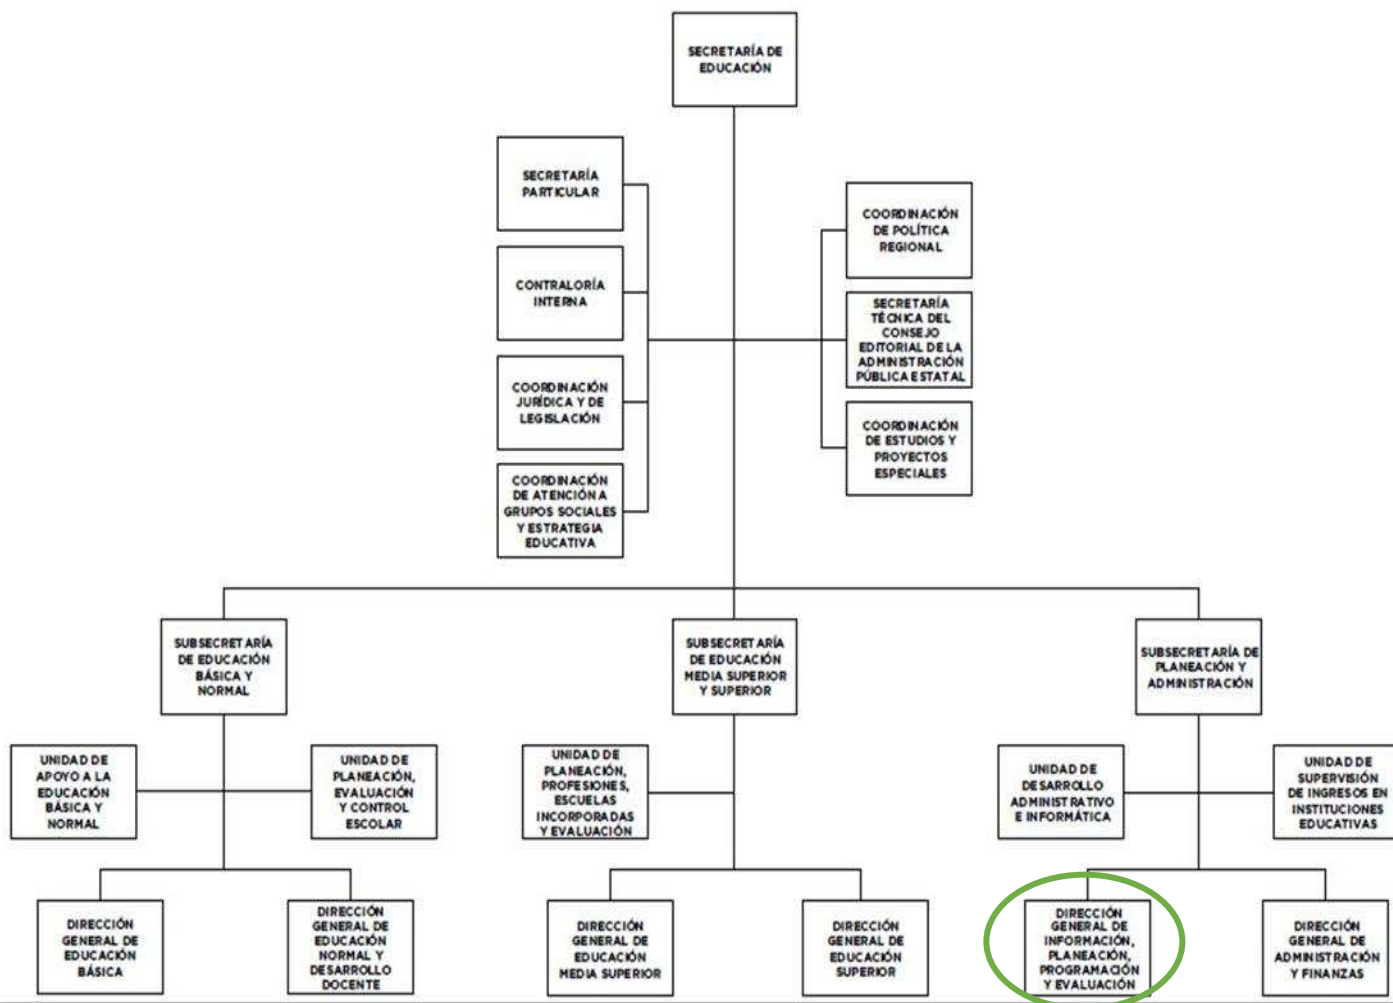 SECRETARÍA DE
EDUCACIÓN
SECRETARÍA
PARTICULAR
CONTRALORÍA
INTERNA
COORDINACIÓN
JURÍDICA Y DE
LEGISLACIÓN
COORDINACIÓN
DE ATENCIÓN A
GRUPOS SOCIALES
Y ESTRATEGIA
EDUCATIVA
COORDINACIÓN
DE POLÍTICA
REGIONAL
SECRETARÍA
TÉCNICA DEL
CONSEJO
EDITORIAL DE LA
ADMINISTRACIÓN
PÚBLICA ESTATAL
COORDINACIÓN
DE ESTUDIOS Y
PROYECTOS
ESPECIALES
SUBSECRETARÍA
DE EDUCACIÓN
BÁSICA Y
NORMAL
SUBSECRETARÍA
DE EDUCACIÓN
MEDIA SUPERIOR
Y SUPERIOR
SUBSECRETARÍA DE
PLANEACIÓN Y
ADMINISTRACIÓN
UNIDAD DE
APOYO A LA
EDUCACIÓN
BÁSICA Y
NORMAL
UNIDAD DE
PLANEACIÓN,
EVALUACIÓN
Y CONTROL
ESCOLAR
UNIDAD DE
PLANEACIÓN,
PROFESIONES,
ESCUELAS
INCORPORADAS
Y EVALUACIÓN
UNIDAD DE
DESARROLLO
ADMINISTRATIVO
E INFORMÁTICA
UNIDAD DE
SUPERVISIÓN
DE INGRESOS EN
INSTITUCIONES
EDUCATIVAS
DIRECCIÓN
GENERAL DE
EDUCACIÓN
BÁSICA
DIRECCIÓN
GENERAL DE
EDUCACIÓN
NORMAL Y
DESARROLLO
DOCENTE
DIRECCIÓN
GENERAL DE
EDUCACIÓN
MEDIA SUPERIOR
DIRECCIÓN
GENERAL DE
EDUCACIÓN
SUPERIOR
DIRECCIÓN
GENERAL DE
INFORMACIÓN,
PLANEACIÓN,
PROGRAMACIÓN
Y EVALUACIÓN
DIRECCIÓN
GENERAL DE
ADMINISTRACIÓN
Y FINANZAS